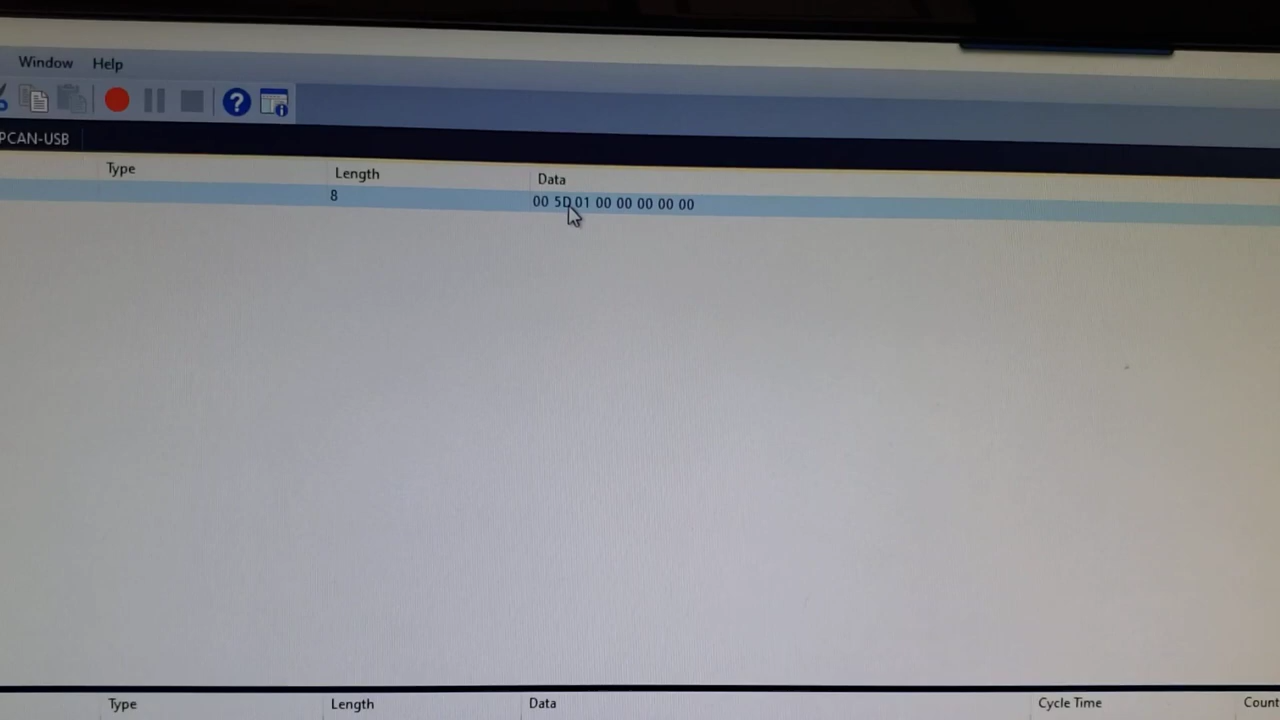 Window Help
PCAN-USB
Type Length Data
8 00 5D 01 00 00 00 00 00
Type Length Data Cycle Time Count